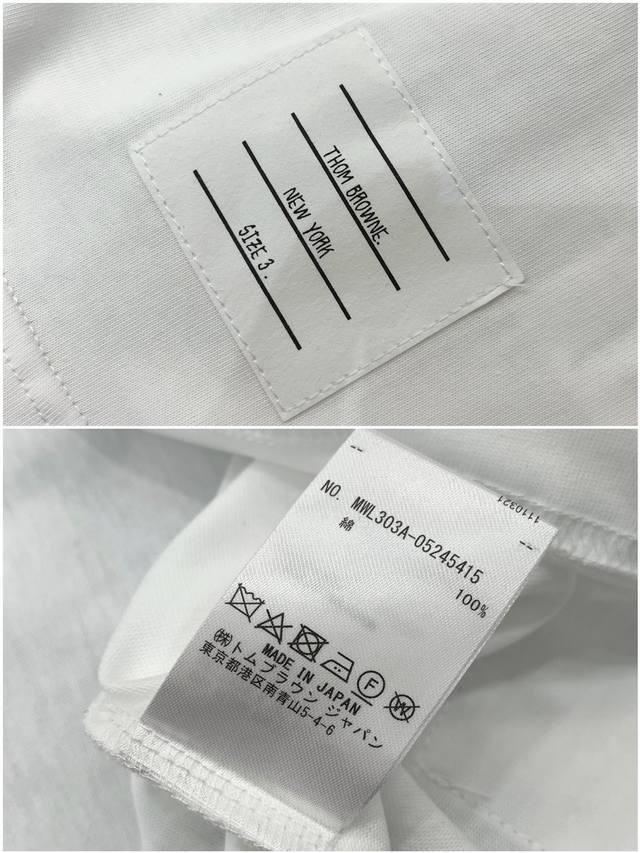 THOM BROWNE.
NEW YORK
SIZE 3.
1110321
NO. MWL303A-05245415
綿 100%
F W
MADE IN JAPAN
㈱トムブラウン ジャパン
東京都港区南青山5-4-6